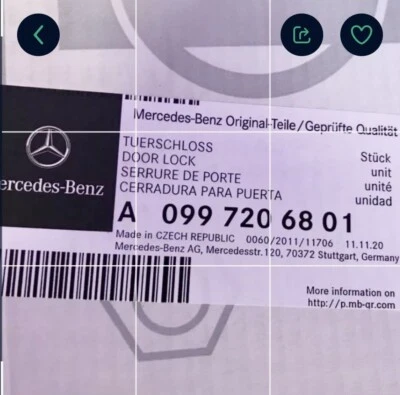 Mercedes-Benz Original-Teile/Geprüfte Qualität
ercedes-Benz
TUERSCHLOSS
DOOR LOCK
SERRURE DE PORTE
CERRADURA PARA PUERTA
Stück
unit
unité
unidad
A 099 720 68 01
Made in CZECH REPUBLIC 0060/2011/11706 11.11.20
Mercedes-Benz AG, Mercedesstr.120, 70372 Stuttgart, Germany
More information on
http://p.mb-qr.com